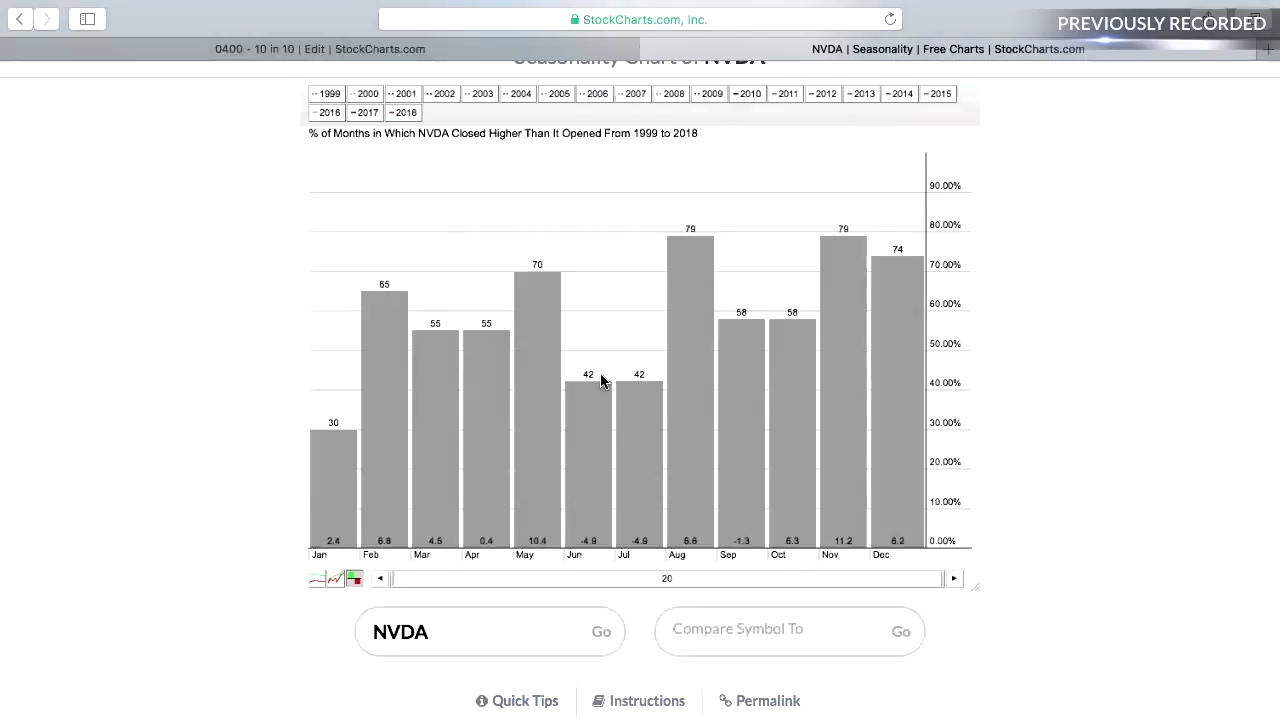 StockCharts.com, Inc.
PREVIOUSLY RECORDED
0400 - 10 in 10 | Edit | StockCharts.com
NVDA | Seasonality | Free Charts | StockCharts.com
Seasonality Chart of NVDA
1999 2000 2001 2002 2003 2004 2005 2006 2007 2008 2009 2010 2011 2012 2013 2014 2015
2016 2017 2018
% of Months in Which NVDA Closed Higher Than It Opened From 1999 to 2018
90.00%
80.00%
70.00%
60.00%
50.00%
40.00%
30.00%
20.00%
10.00%
0.00%
30 65 55 55 70 42 42 79 58 58 79 74
2.4 6.8 4.5 0.4 10.4 -4.9 -4.9 6.6 -1.3 6.3 11.2 6.2
Jan Feb Mar Apr May Jun Jul Aug Sep Oct Nov Dec
20
NVDA Go
Compare Symbol To Go
Quick Tips Instructions Permalink